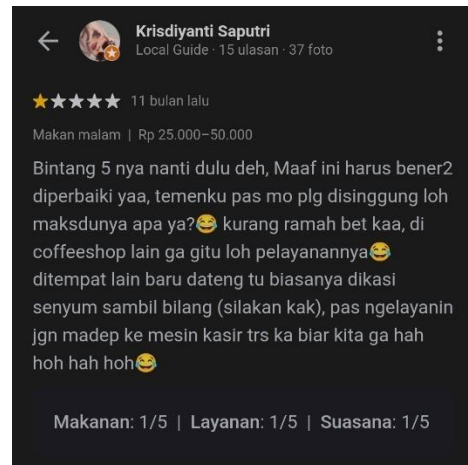 Krisdiyanti Saputri
Local Guide · 15 ulasan · 37 foto
11 bulan lalu
Makan malam | Rp 25.000–50.000
Bintang 5 nya nanti dulu deh, Maaf ini harus bener2
diperbaiki yaa, temenku pas mo plg disinggung loh
maksdunya apa ya?😂 kurang ramah bet kaa, di
coffeeshop lain ga gitu loh pelayanannya😂
ditempat lain baru dateng tu biasanya dikasi
senyum sambil bilang (silakan kak), pas ngelayanin
jgn madep ke mesin kasir trs ka biar kita ga hah
hoh hah hoh😂
Makanan: 1/5 | Layanan: 1/5 | Suasana: 1/5